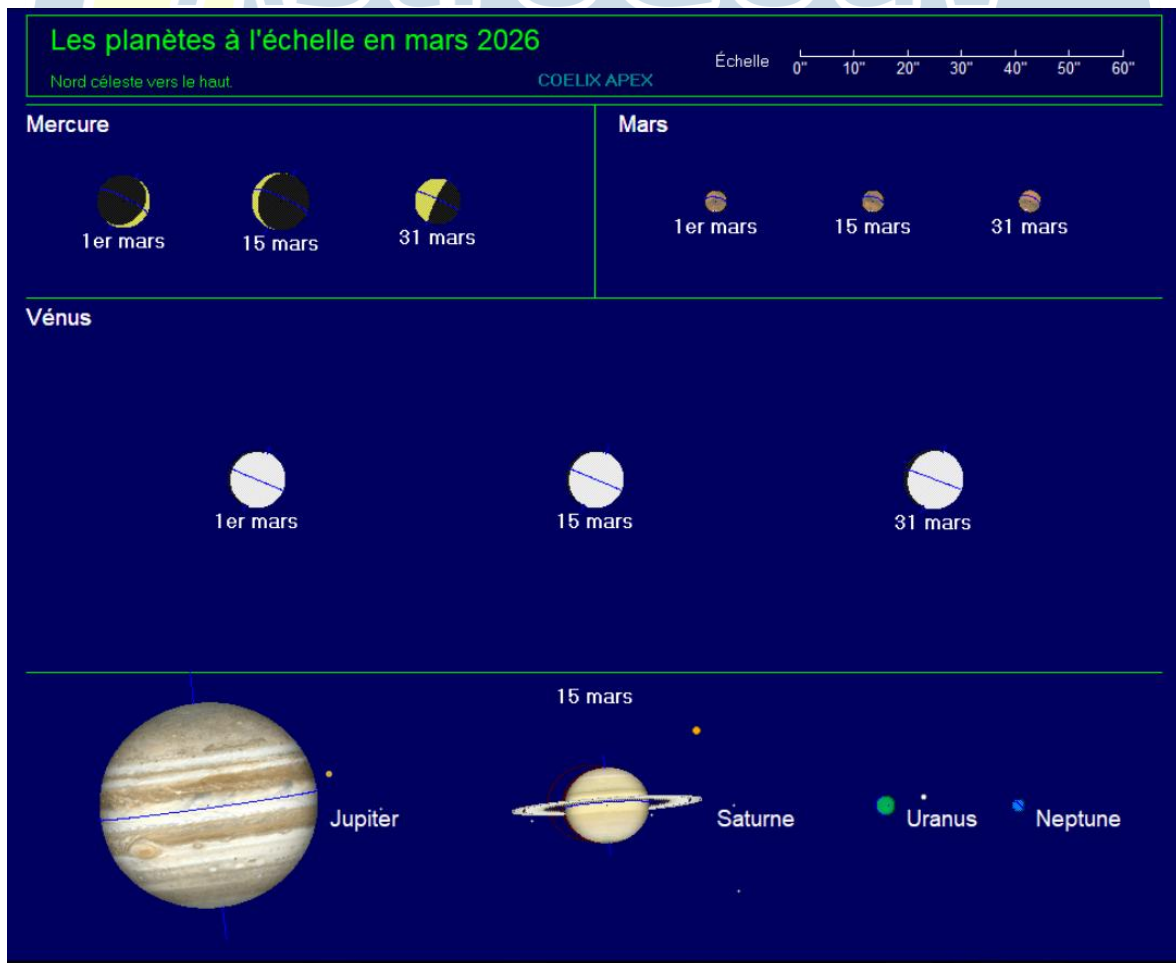 Les planètes à l'échelle en mars 2026
Nord céleste vers le haut.
COELIX APEX
Échelle
0" 10" 20" 30" 40" 50" 60"
Mercure
1er mars 15 mars 31 mars
Mars
1er mars 15 mars 31 mars
Vénus
1er mars 15 mars 31 mars
15 mars
Jupiter Saturne Uranus Neptune